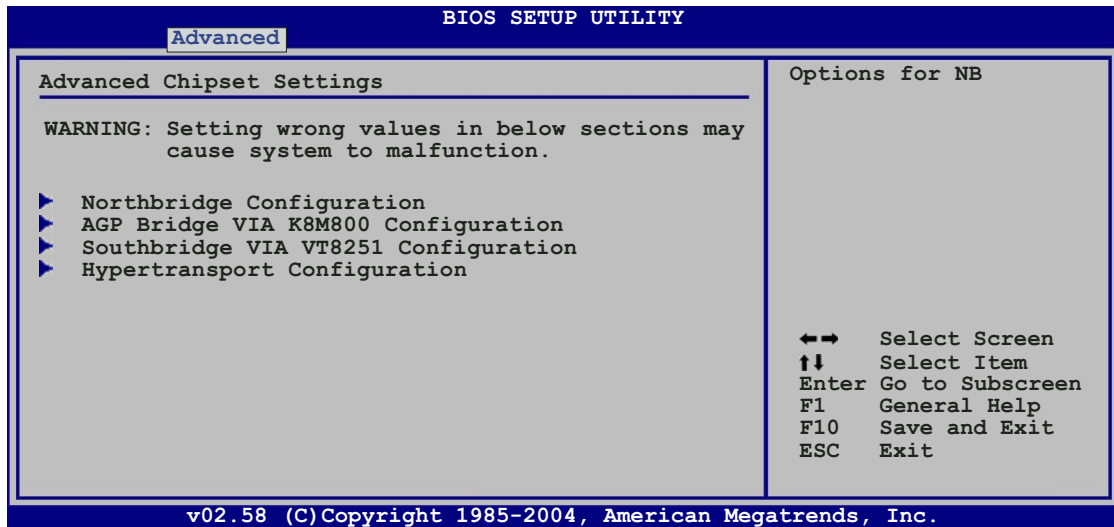 BIOS SETUP UTILITY
Advanced
Advanced Chipset Settings
WARNING: Setting wrong values in below sections may
cause system to malfunction.
Northbridge Configuration
AGP Bridge VIA K8M800 Configuration
Southbridge VIA VT8251 Configuration
Hypertransport Configuration
Options for NB
←→ Select Screen
↑↓ Select Item
Enter Go to Subscreen
F1 General Help
F10 Save and Exit
ESC Exit
v02.58 (C)Copyright 1985-2004, American Megatrends, Inc.